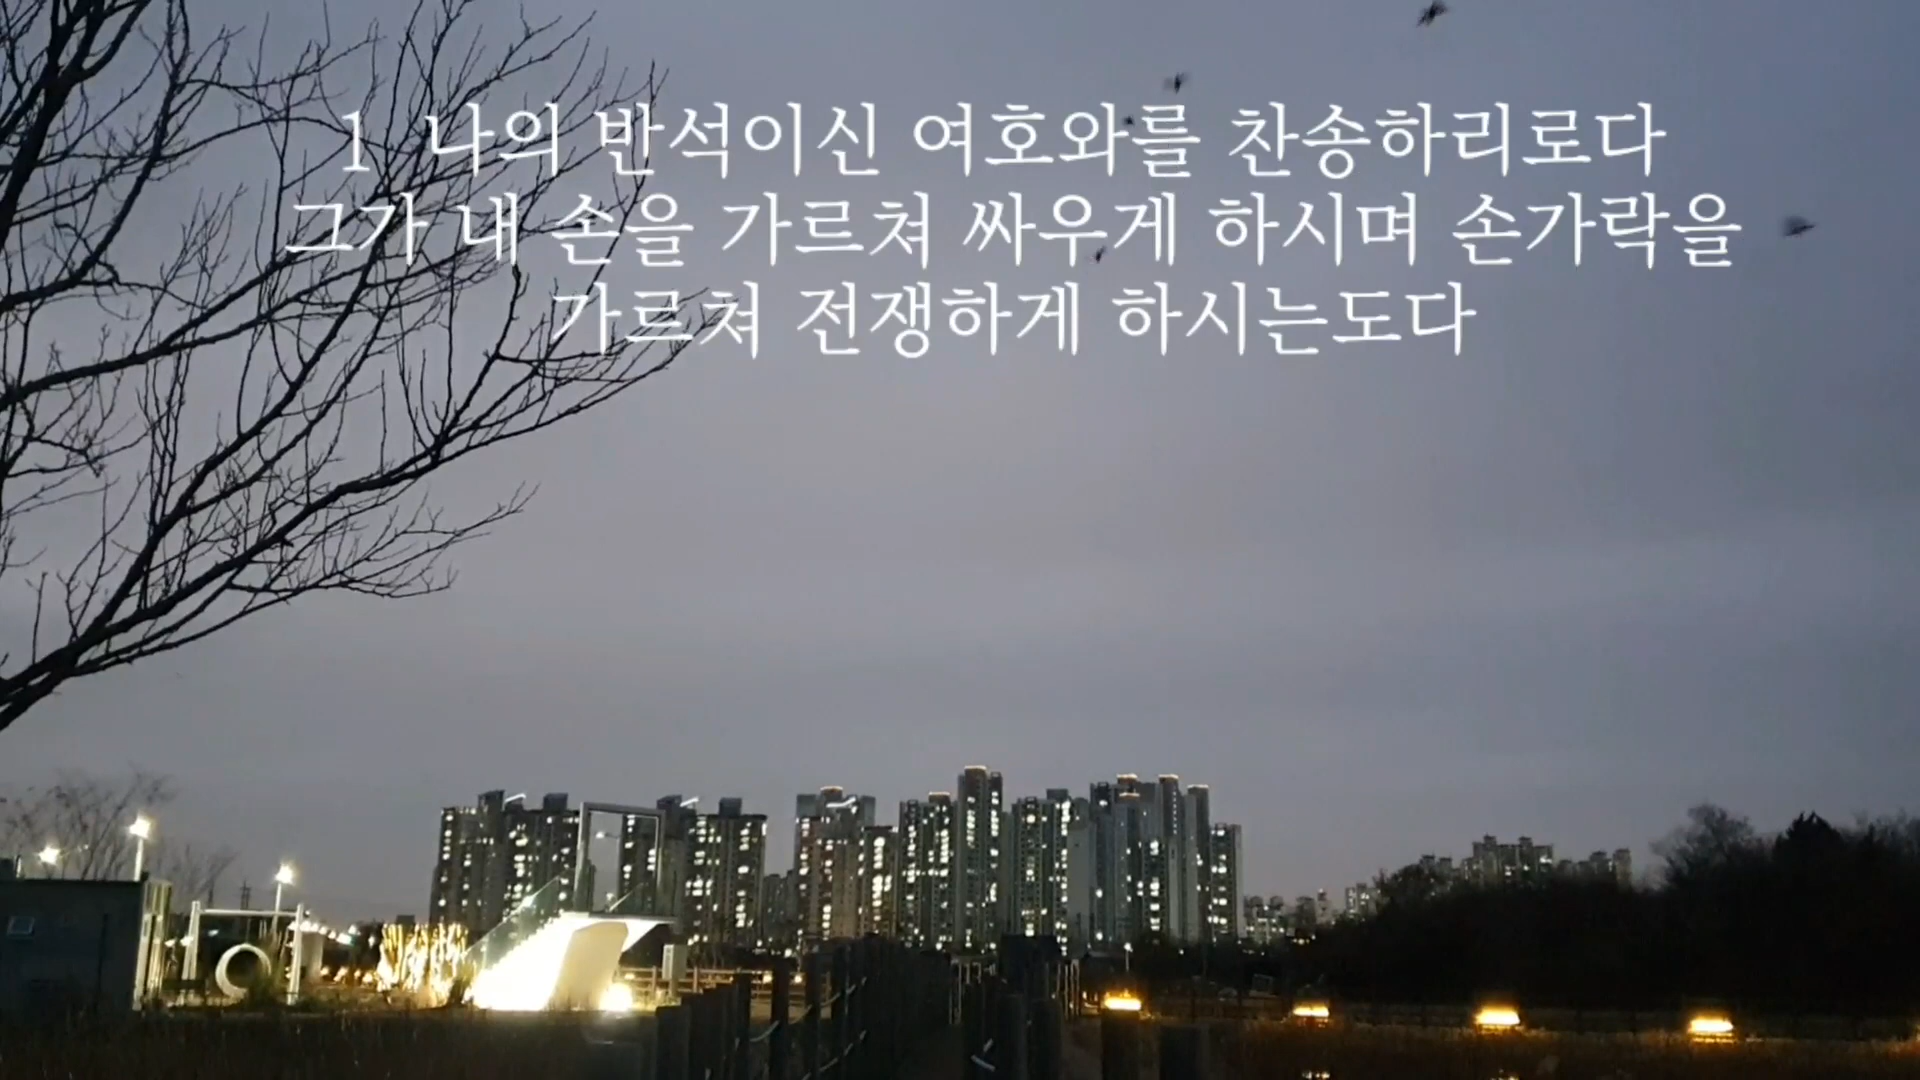 1 나의 반석이신 여호와를 찬송하리로다
그가 내 손을 가르쳐 싸우게 하시며 손가락을
가르쳐 전쟁하게 하시는도다